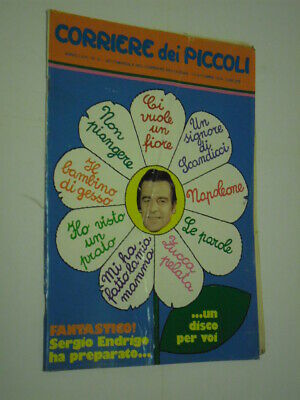 CORRIERE dei PICCOLI
Ci
vuole
un
fiore
Un
signore
di
Scandicci
Napoleone
Le parole
Zucca
pelata
Mi ha
fatto la mia
mamma
Ho visto
un
prato
Il
bambino
di gesso
Non
piangere
...un
disco
per voi
FANTASTICO!
Sergio Endrigo
ha preparato...